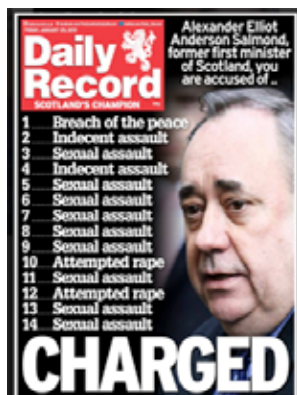 Daily
Record
SCOTLAND'S CHAMPION
Alexander Elliot
Anderson Salmond,
former first minister
of Scotland, you
are accused of ..
1 Breach of the peace
2 Indecent assault
3 Sexual assault
4 Indecent assault
5 Sexual assault
6 Sexual assault
7 Sexual assault
8 Sexual assault
9 Sexual assault
10 Attempted rape
11 Sexual assault
12 Attempted rape
13 Sexual assault
14 Sexual assault
CHARGED